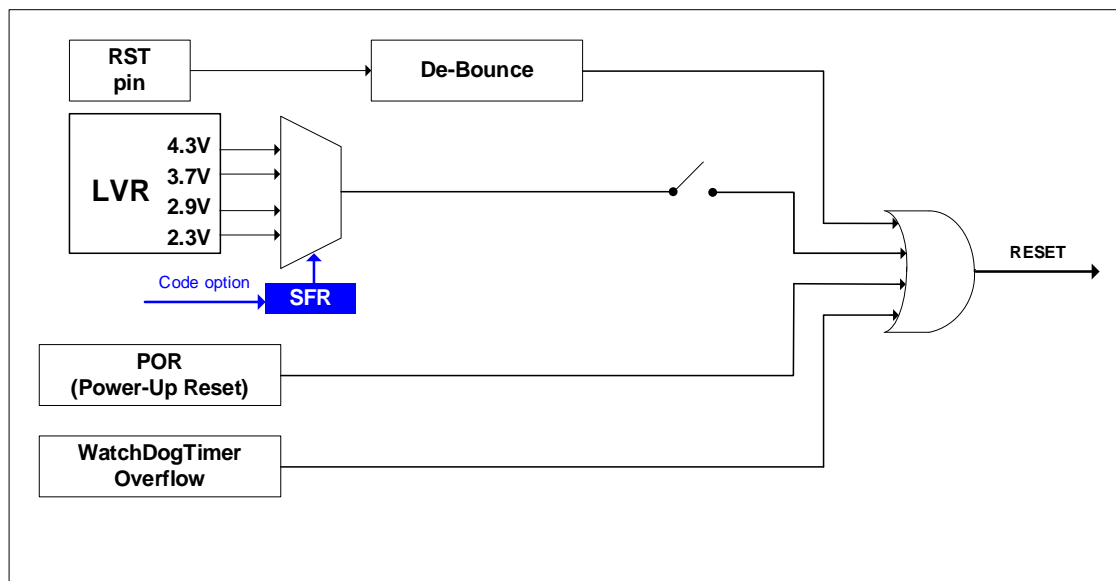 RST
pin
De-Bounce
LVR
4.3V
3.7V
2.9V
2.3V
Code option
SFR
RESET
POR
(Power-Up Reset)
WatchDogTimer
Overflow